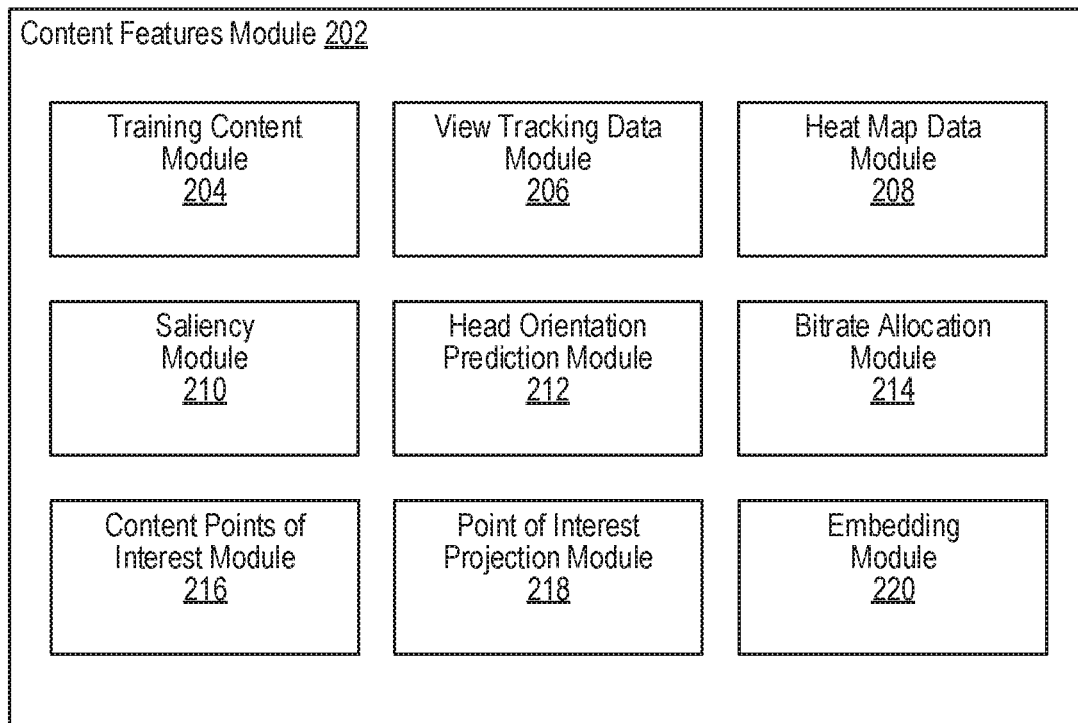 Content Features Module 202
Training Content
Module
204
View Tracking Data
Module
206
Heat Map Data
Module
208
Saliency
Module
210
Head Orientation
Prediction Module
212
Bitrate Allocation
Module
214
Content Points of
Interest Module
216
Point of Interest
Projection Module
218
Embedding
Module
220